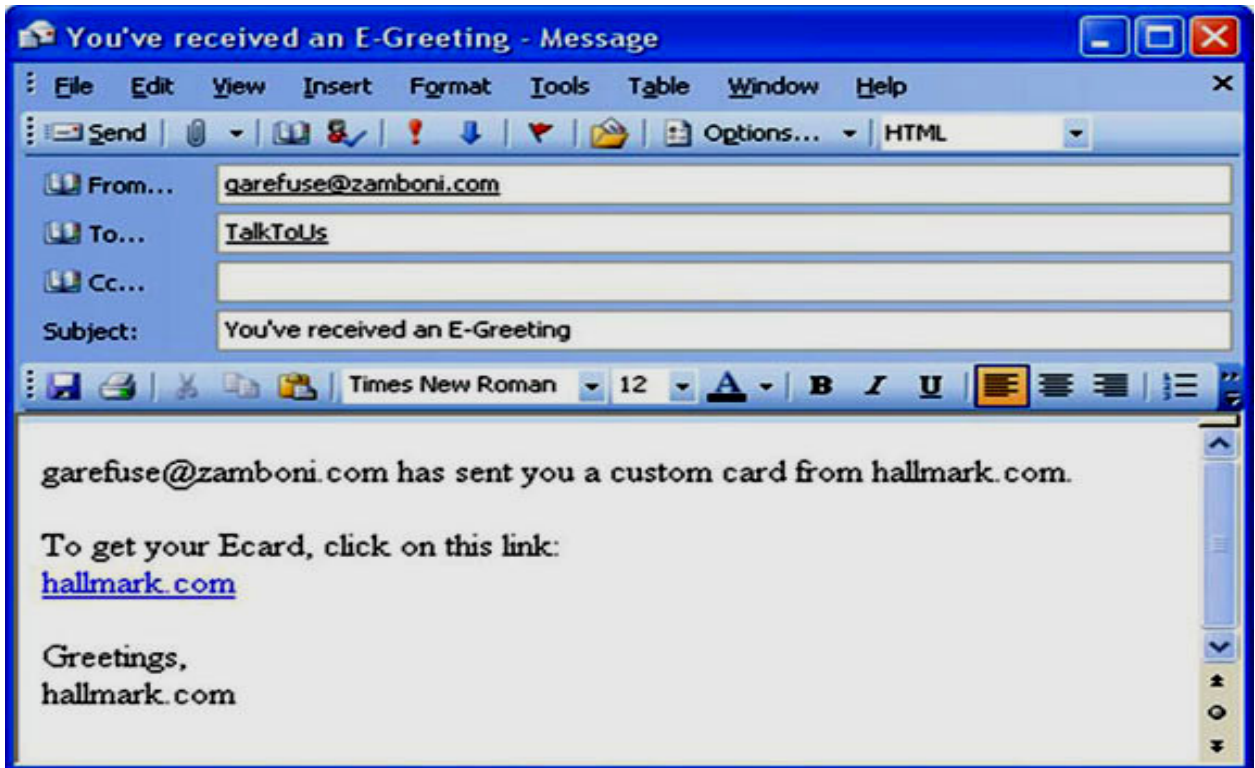 You've received an E-Greeting - Message
File Edit View Insert Format Tools Table Window Help
Send Options... HTML
From... garefuse@zamboni.com
To... TalkToUs
Cc...
Subject: You've received an E-Greeting
Times New Roman 12 A B I U
garefuse@zamboni.com has sent you a custom card from hallmark.com.
To get your Ecard, click on this link:
hallmark.com
Greetings,
hallmark.com